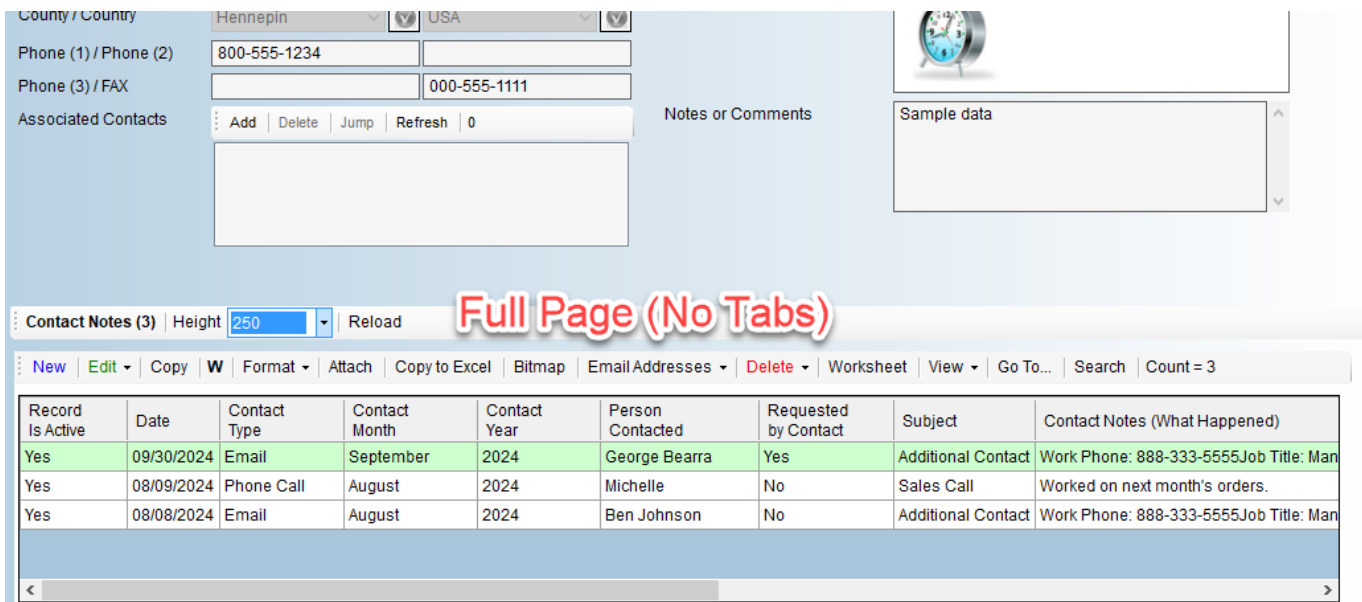 County / Country Hennepin USA
Phone (1) / Phone (2) 800-555-1234
Phone (3) / FAX 000-555-1111
Associated Contacts Add Delete Jump Refresh 0
Notes or Comments Sample data
Full Page (No Tabs)
Contact Notes (3) Height 250 Reload
New Edit Copy W Format Attach Copy to Excel Bitmap Email Addresses Delete Worksheet View Go To... Search Count = 3
Record Is Active Date Contact Type Contact Month Contact Year Person Contacted Requested by Contact Subject Contact Notes (What Happened)
Yes 09/30/2024 Email September 2024 George Bearra Yes Additional Contact Work Phone: 888-333-5555Job Title: Man
Yes 08/09/2024 Phone Call August 2024 Michelle No Sales Call Worked on next month's orders.
Yes 08/08/2024 Email August 2024 Ben Johnson No Additional Contact Work Phone: 888-333-5555Job Title: Man